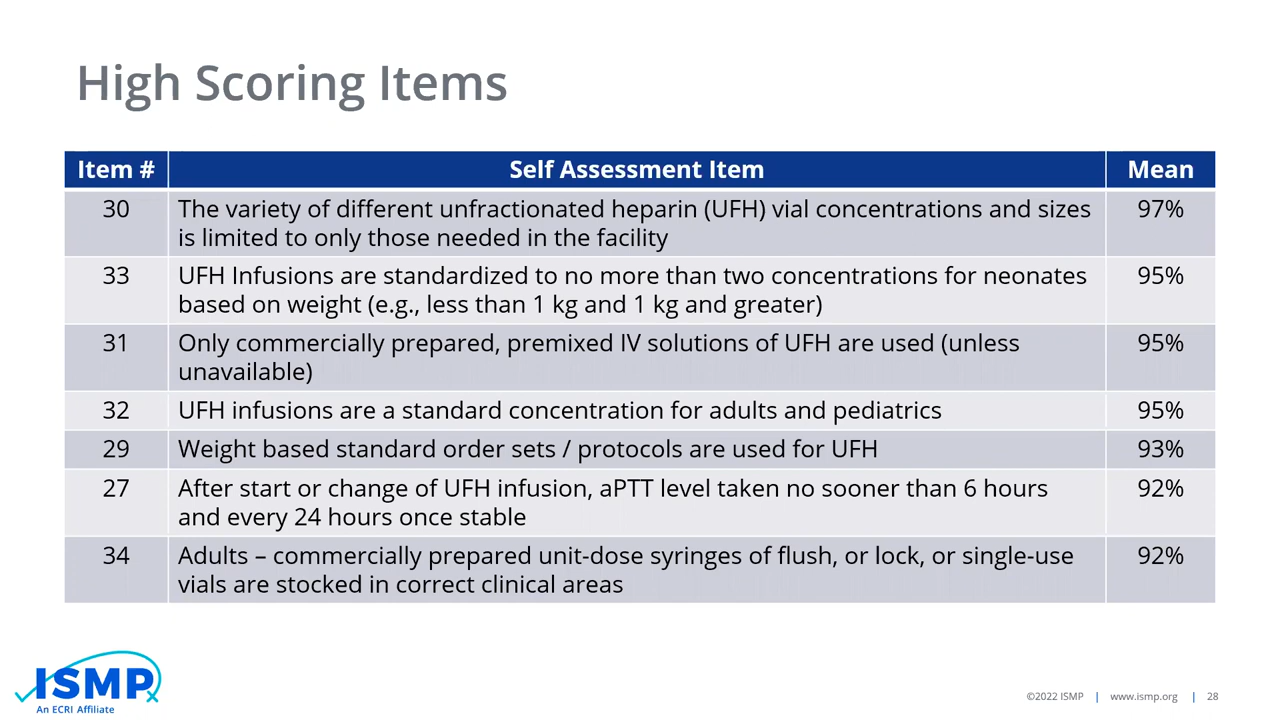 High Scoring Items
Item # Self Assessment Item Mean
30 The variety of different unfractionated heparin (UFH) vial concentrations and sizes 97%
is limited to only those needed in the facility
33 UFH Infusions are standardized to no more than two concentrations for neonates 95%
based on weight (e.g., less than 1 kg and 1 kg and greater)
31 Only commercially prepared, premixed IV solutions of UFH are used (unless 95%
unavailable)
32 UFH infusions are a standard concentration for adults and pediatrics 95%
29 Weight based standard order sets / protocols are used for UFH 93%
27 After start or change of UFH infusion, aPTT level taken no sooner than 6 hours 92%
and every 24 hours once stable
34 Adults – commercially prepared unit-dose syringes of flush, or lock, or single-use 92%
vials are stocked in correct clinical areas
ISMP
An ECRI Affiliate
©2022 ISMP | www.ismp.org | 28